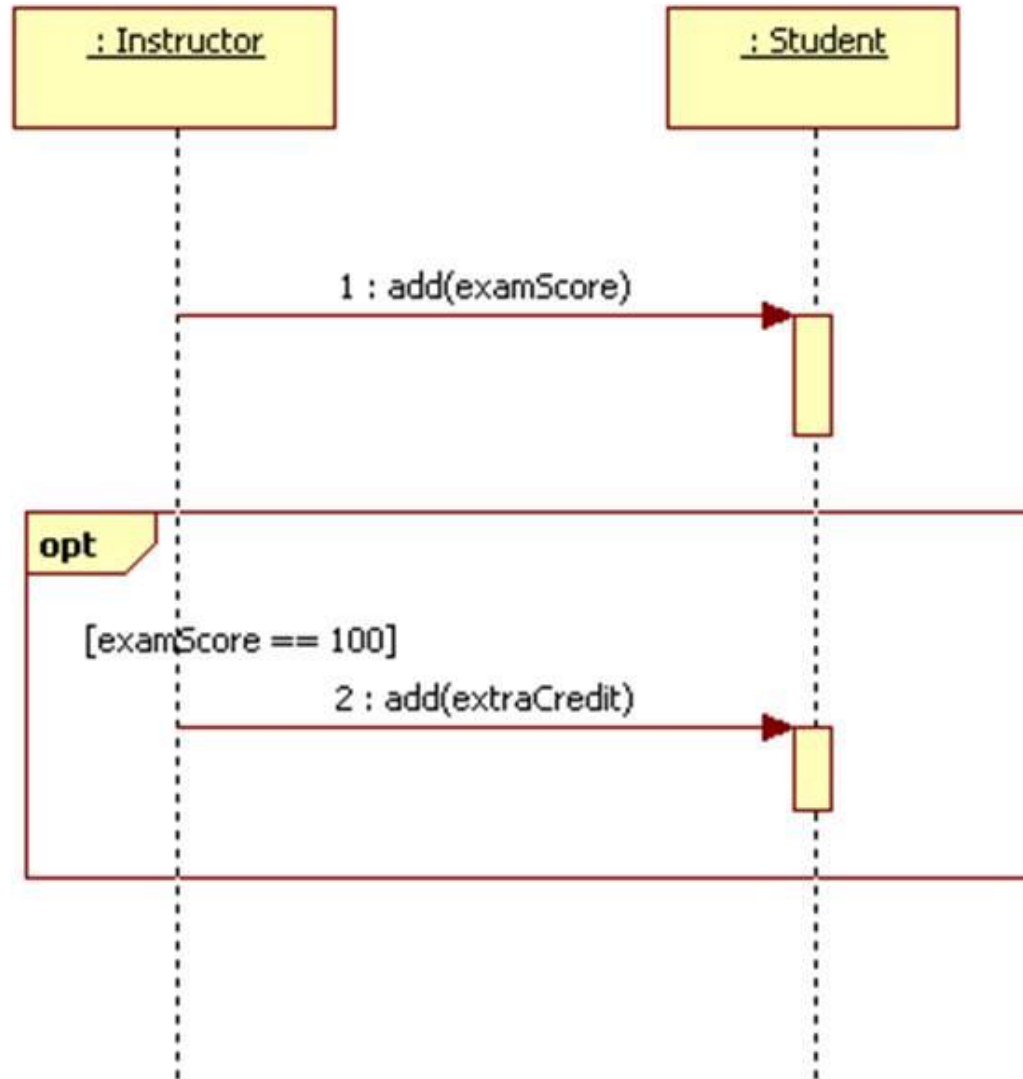 : Instructor
: Student
1 : add(examScore)
opt
[examScore == 100]
2 : add(extraCredit)